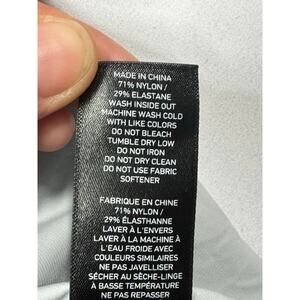 MADE IN CHINA
71% NYLON /
29% ELASTANE
WASH INSIDE OUT
MACHINE WASH COLD
WITH LIKE COLORS
DO NOT BLEACH
TUMBLE DRY LOW
DO NOT IRON
DO NOT DRY CLEAN
DO NOT USE FABRIC
SOFTENER
FABRIQUE EN CHINE
71% NYLON /
29% ÉLASTHANNE
LAVER À L'ENVERS
LAVER À LA MACHINE À
L'EAU FROIDE AVEC
COULEURS SIMILAIRES
NE PAS JAVELLISER
SÉCHER AU SÈCHE-LINGE
À BASSE TEMPÉRATURE
NE PAS REPASSER